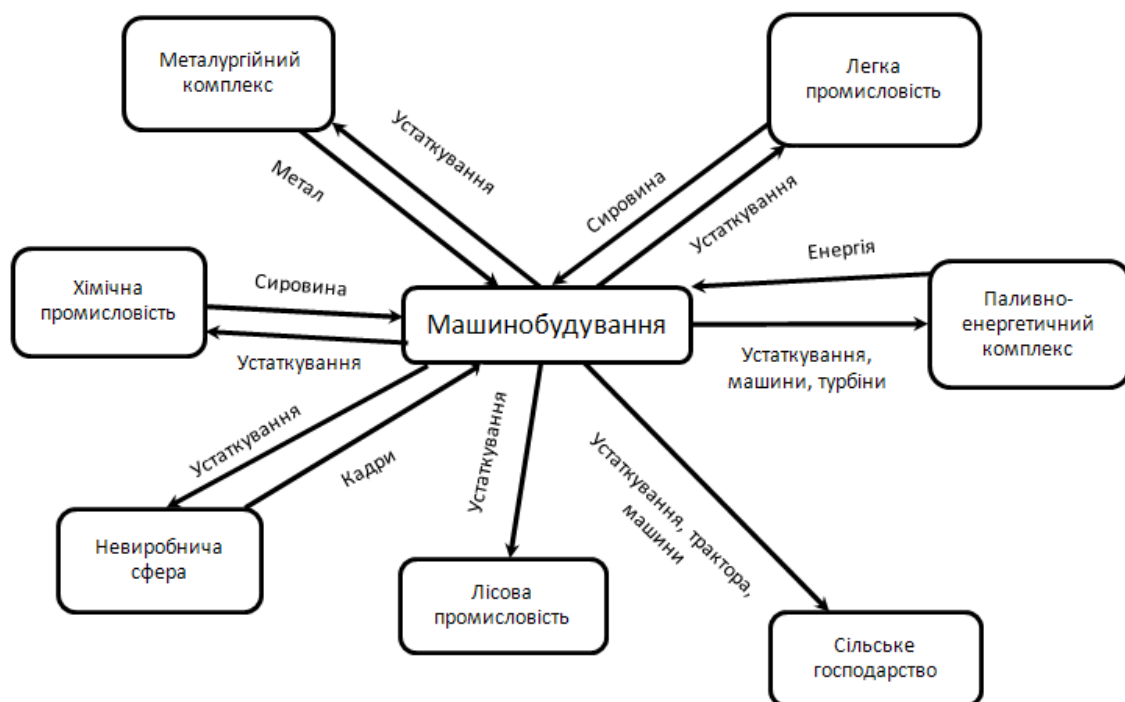 Металургійний
комплекс
Легка
промисловість
Устаткування
Метал
Сировина
Устаткування
Енергія
Хімічна
промисловість
Сировина
Устаткування
Машинобудування
Паливно-
енергетичний
комплекс
Устаткування,
машини, турбіни
Устаткування
Кадри
Устаткування
Устаткування, трактора,
машини
Невиробнича
сфера
Лісова
промисловість
Сільське
господарство